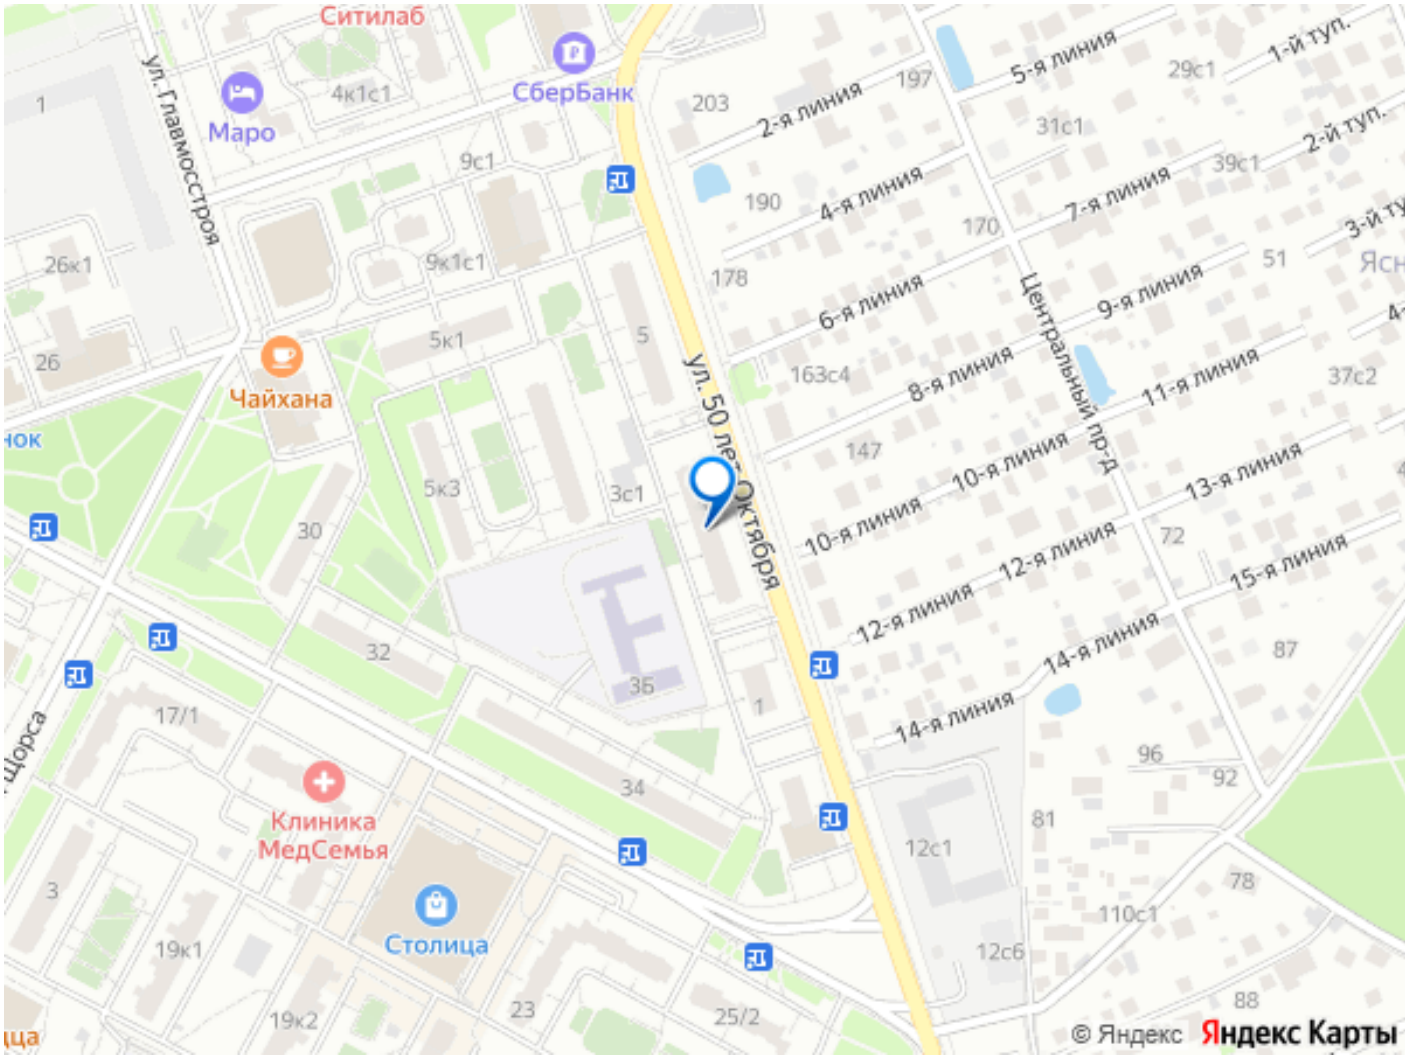 Ситилаб
СберБанк
ул. Главмосстроя
1
Маро
4к1с1
9с1
203
2-я линия
197
5-я линия
29с1
1-й туп.
31с1
39с1
2-й туп.
190
4-я линия
7-я линия
170
3-й
26к1
9к1с1
178
6-я линия
Центральный пр-д
9-я линия
51
26
5к1
5
ул. 50 лет Октября
163с4
8-я линия
11-я линия
37с2
Чайхана
147
10-я линия
10-я линия
13-я линия
5к3
3с1
30
12-я линия
12-я линия
72
15-я линия
32
3Б
1
14-я линия
14-я линия
87
17/1
Щорса
34
96
92
Клиника
МедСемья
81
12с1
78
3
Столица
110с1
19к1
12с6
19к2
23
25/2
88
© Яндекс Яндекс Карты